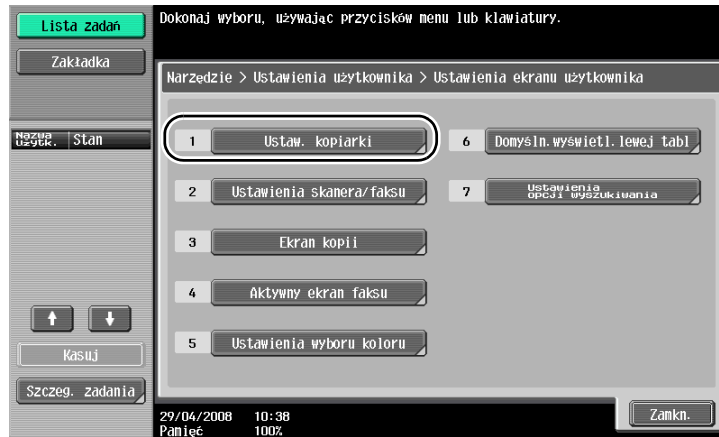 Lista zadań
Dokonaj wyboru, używając przycisków menu lub klawiatury.
Zakładka
Narzędzie > Ustawienia użytkownika > Ustawienia ekranu użytkownika
Nazwa użytk. Stan
1 Ustaw. kopiarki
6 Domyśln.wyświetl.lewej tabl
2 Ustawienia skanera/faksu
7 Ustawienia opcji wyszukiwania
3 Ekran kopii
4 Aktywny ekran faksu
5 Ustawienia wyboru koloru
Kasuj
Szczeg. zadania
29/04/2008 10:38
Pamięć 100%
Zamkn.